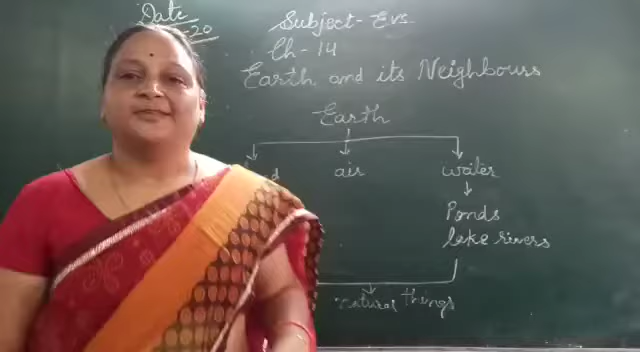 Date
Subject- Evs
20
Ch - 14
Earth and its Neighbours
Earth
air water
Ponds
lake rivers
natural things